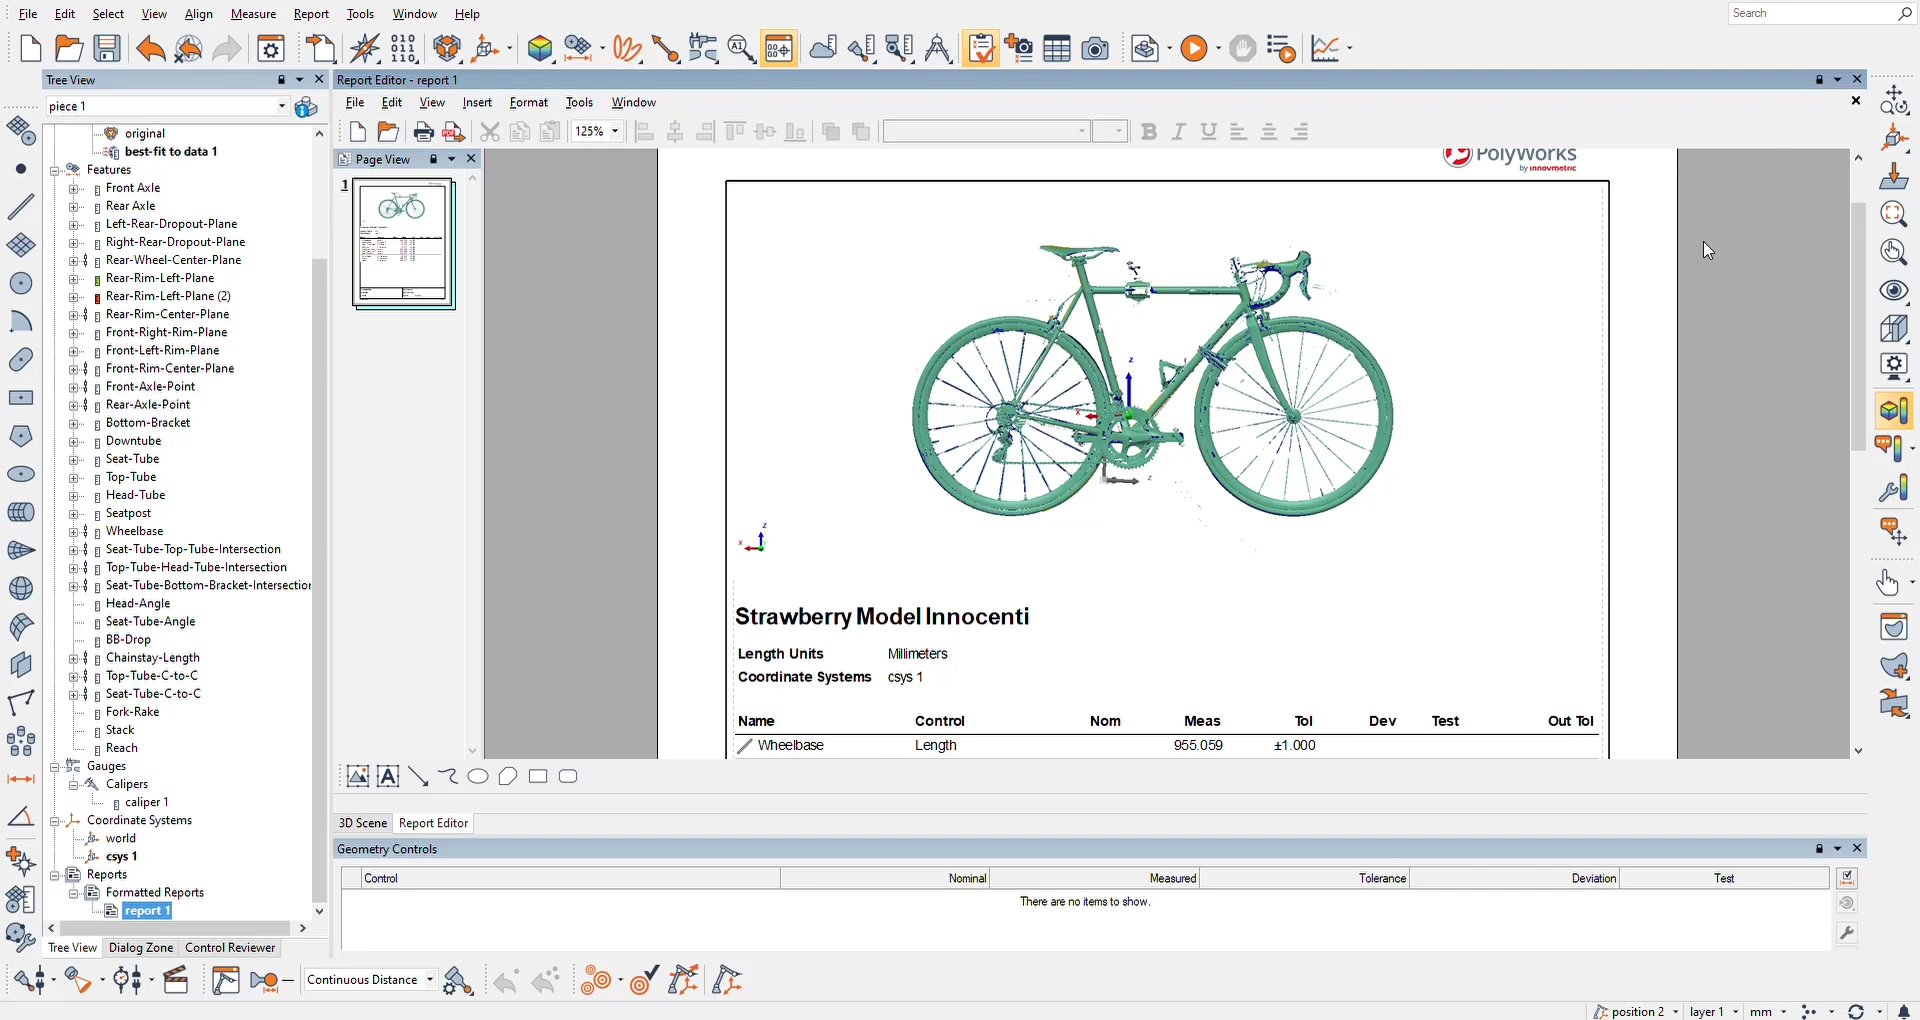 File Edit Select View Align Measure Report Tools Window Help
Search
Tree View
Report Editor - report 1
piece 1
File Edit View Insert Format Tools Window
125%
Page View
1
PolyWorks
by innovmetric
original
best-fit to data 1
Features
Front Axle
Rear Axle
Left-Rear-Dropout-Plane
Right-Rear-Dropout-Plane
Rear-Wheel-Center-Plane
Rear-Rim-Left-Plane
Rear-Rim-Left-Plane (2)
Rear-Rim-Center-Plane
Front-Right-Rim-Plane
Front-Left-Rim-Plane
Front-Rim-Center-Plane
Front-Axle-Point
Rear-Axle-Point
Bottom-Bracket
Downtube
Seat-Tube
Top-Tube
Head-Tube
Seatpost
Wheelbase
Seat-Tube-Top-Tube-Intersection
Top-Tube-Head-Tube-Intersection
Seat-Tube-Bottom-Bracket-Intersection
Head-Angle
Seat-Tube-Angle
BB-Drop
Chainstay-Length
Top-Tube-C-to-C
Seat-Tube-C-to-C
Fork-Rake
Stack
Reach
Gauges
Calipers
caliper 1
Coordinate Systems
world
csys 1
Reports
Formatted Reports
report 1
z
x
z
z
x
Strawberry Model Innocenti
Length Units Millimeters
Coordinate Systems csys 1
Name Control Nom Meas Tol Dev Test Out Tol
Wheelbase Length 955.059 ±1.000
3D Scene Report Editor
Geometry Controls
Control Nominal Measured Tolerance Deviation Test
There are no items to show.
Tree View Dialog Zone Control Reviewer
Continuous Distance
position 2 layer 1 mm